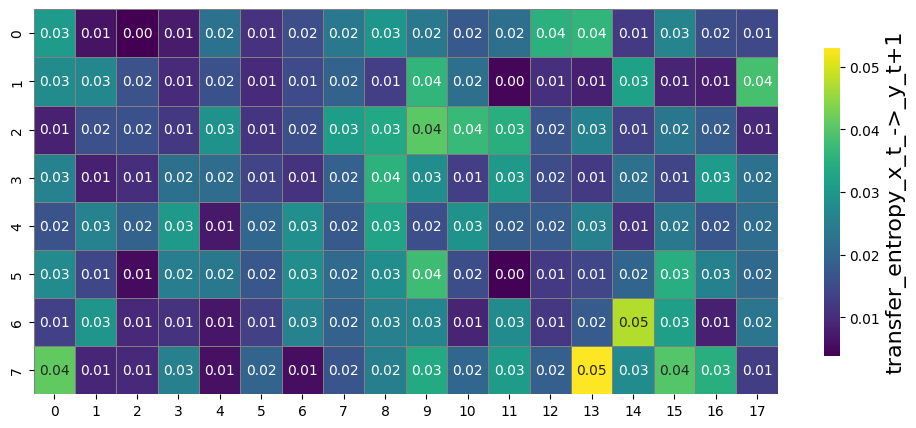 0 0.03 0.01 0.00 0.01 0.02 0.01 0.02 0.02 0.03 0.02 0.02 0.02 0.04 0.04 0.01 0.03 0.02 0.01
1 0.03 0.03 0.02 0.01 0.02 0.01 0.01 0.02 0.01 0.04 0.02 0.00 0.01 0.01 0.03 0.01 0.01 0.04
2 0.01 0.02 0.02 0.01 0.03 0.01 0.02 0.03 0.03 0.04 0.04 0.03 0.02 0.03 0.01 0.02 0.02 0.01
3 0.03 0.01 0.01 0.02 0.02 0.01 0.01 0.02 0.04 0.03 0.01 0.03 0.02 0.01 0.02 0.01 0.03 0.02
4 0.02 0.03 0.02 0.03 0.01 0.02 0.03 0.02 0.03 0.02 0.03 0.02 0.02 0.03 0.01 0.02 0.02 0.02
5 0.03 0.01 0.01 0.02 0.02 0.02 0.03 0.02 0.03 0.04 0.02 0.00 0.01 0.01 0.02 0.03 0.03 0.02
6 0.01 0.03 0.01 0.01 0.01 0.01 0.03 0.02 0.03 0.03 0.01 0.03 0.01 0.02 0.05 0.03 0.01 0.02
7 0.04 0.01 0.01 0.03 0.01 0.02 0.01 0.02 0.02 0.03 0.02 0.03 0.02 0.05 0.03 0.04 0.03 0.01
0 1 2 3 4 5 6 7 8 9 10 11 12 13 14 15 16 17
0.05
0.04
0.03
0.02
0.01
transfer_entropy_x_t_->_y_t+1